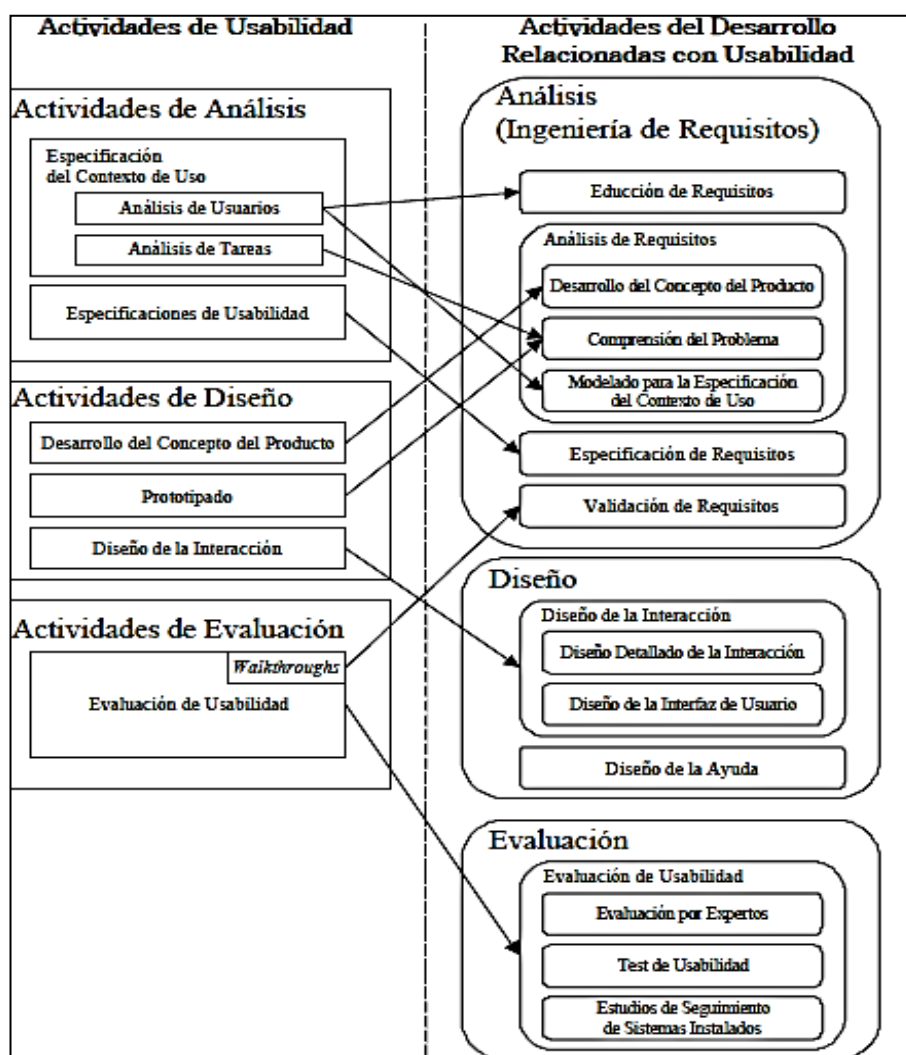 Actividades de Usabilidad
Actividades de Análisis
Especificación
del Contexto de Uso
Análisis de Usuarios
Análisis de Tareas
Especificaciones de Usabilidad
Actividades de Diseño
Desarrollo del Concepto del Producto
Prototipado
Diseño de la Interacción
Actividades de Evaluación
Walkthroughs
Evaluación de Usabilidad
Actividades del Desarrollo
Relacionadas con Usabilidad
Análisis
(Ingeniería de Requisitos)
Educción de Requisitos
Análisis de Requisitos
Desarrollo del Concepto del Producto
Comprensión del Problema
Modelado para la Especificación
del Contexto de Uso
Especificación de Requisitos
Validación de Requisitos
Diseño
Diseño de la Interacción
Diseño Detallado de la Interacción
Diseño de la Interfaz de Usuario
Diseño de la Ayuda
Evaluación
Evaluación de Usabilidad
Evaluación por Expertos
Test de Usabilidad
Estudios de Seguimiento
de Sistemas Instalados